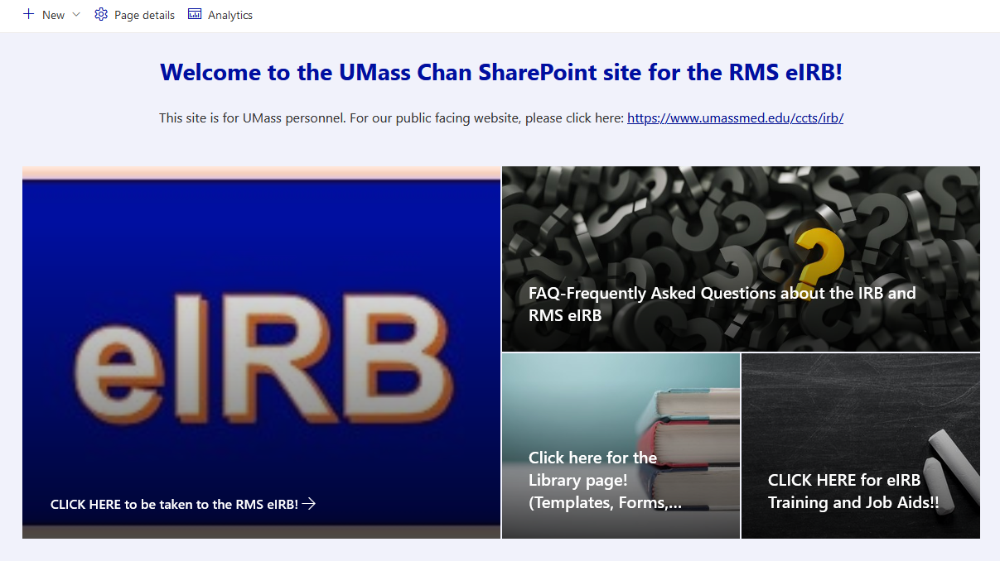 New
Page details
Analytics
Welcome to the UMass Chan SharePoint site for the RMS eIRB!
This site is for UMass personnel. For our public facing website, please click here: https://www.umassmed.edu/ccts/irb/
eIRB
CLICK HERE to be taken to the RMS eIRB!
FAQ-Frequently Asked Questions about the IRB and
RMS eIRB
Click here for the
Library page!
(Templates, Forms,...
CLICK HERE for eIRB
Training and Job Aids!!